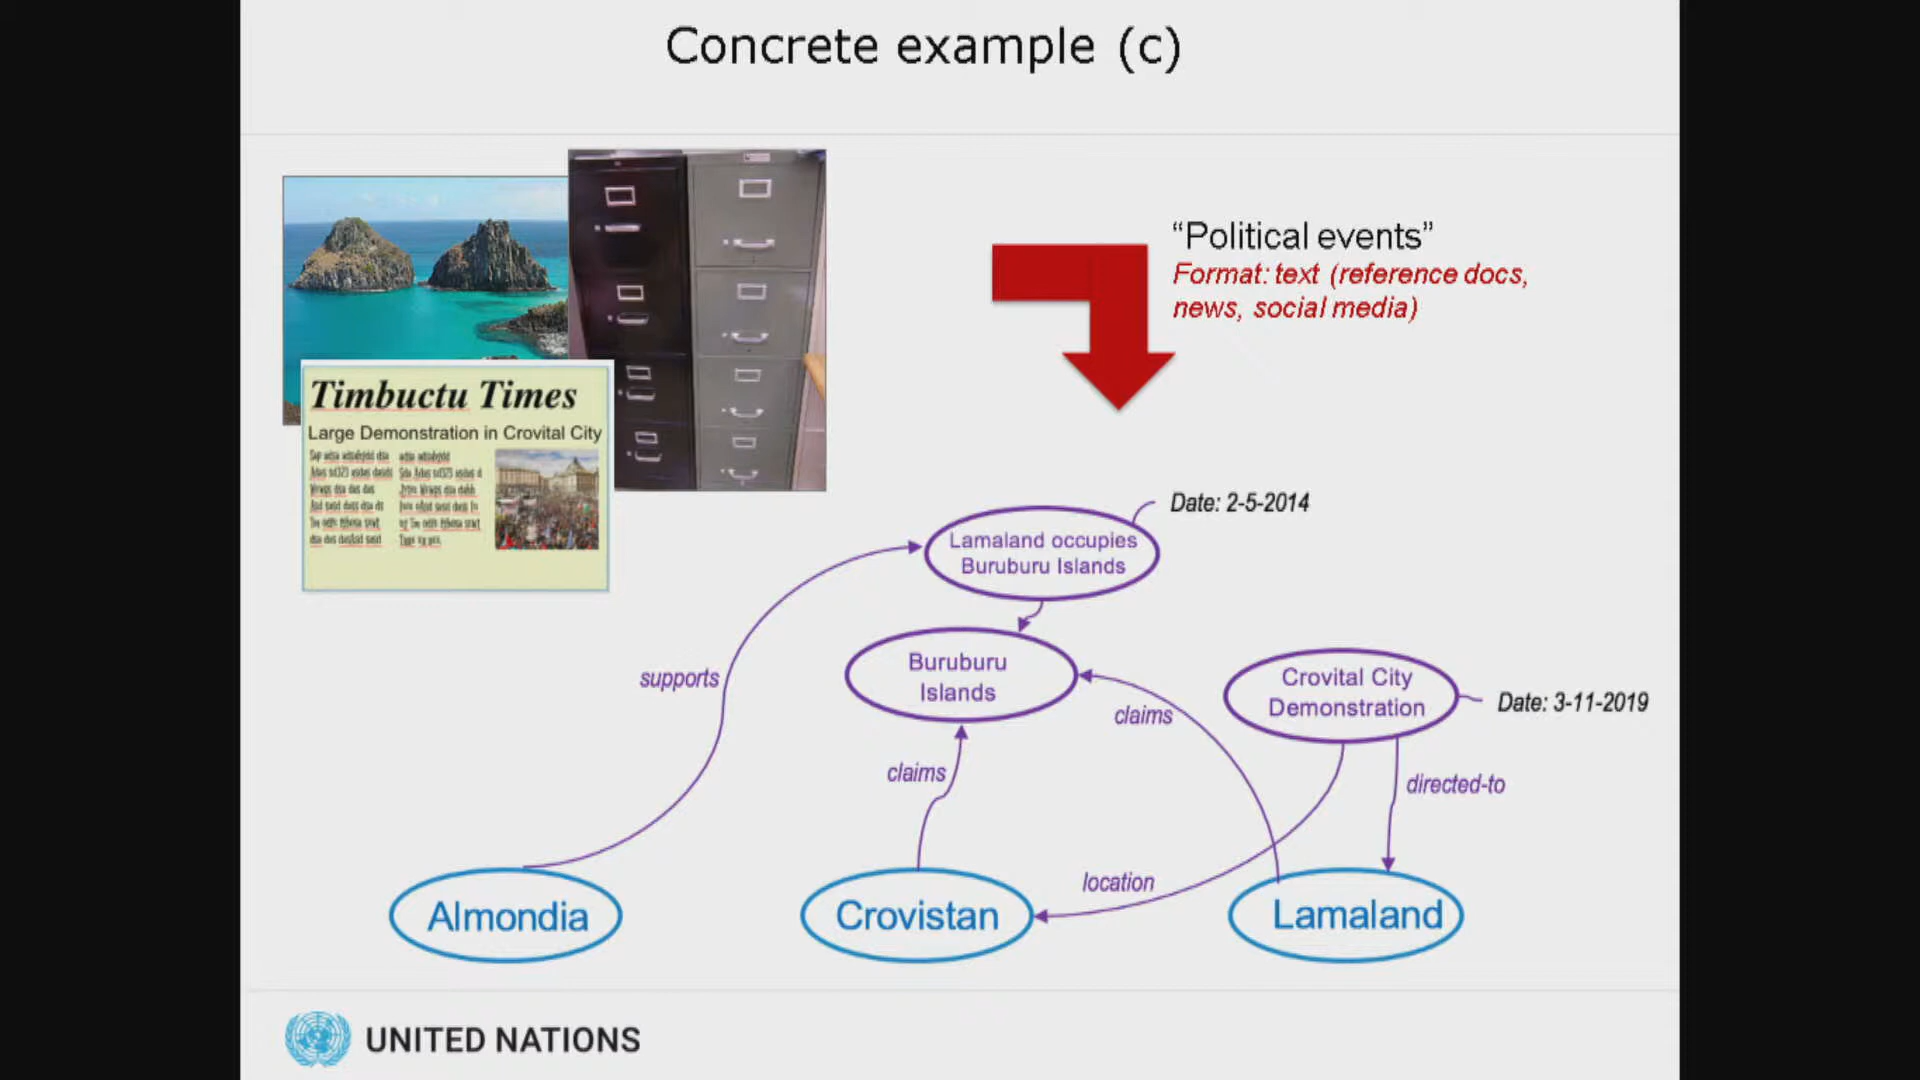 Concrete example (c)
Timbuctu Times
Large Demonstration in Crovital City
“Political events”
Format: text (reference docs,
news, social media)
Date: 2-5-2014
Lamaland occupies
Buruburu Islands
supports
Buruburu
Islands
Crovital City
Demonstration
Date: 3-11-2019
claims
claims
directed-to
location
Almondia
Crovistan
Lamaland
UNITED NATIONS